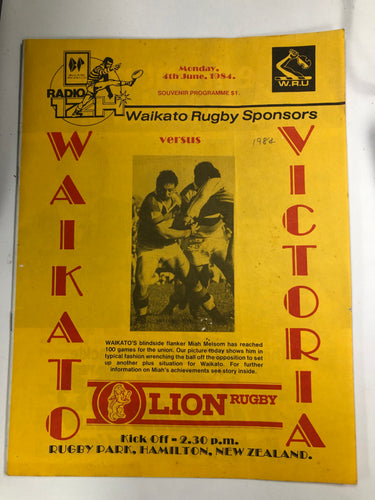 Monday,
4th June, 1984.
SOUVENIR PROGRAMME $1.
RADIO
1ZH
W.R.U
Waikato Rugby Sponsors
versus
1984
WAIKATO
VICTORIA
WAIKATO'S blindside flanker Miah Melsom has reached
100 games for the union. Our picture today shows him in
typical fashion wrenching the ball off the opposition to set
up another plus situation for Waikato. For further
information on Miah's achievements see story inside.
LION RUGBY
Kick Off - 2.30 p.m.
RUGBY PARK, HAMILTON, NEW ZEALAND.